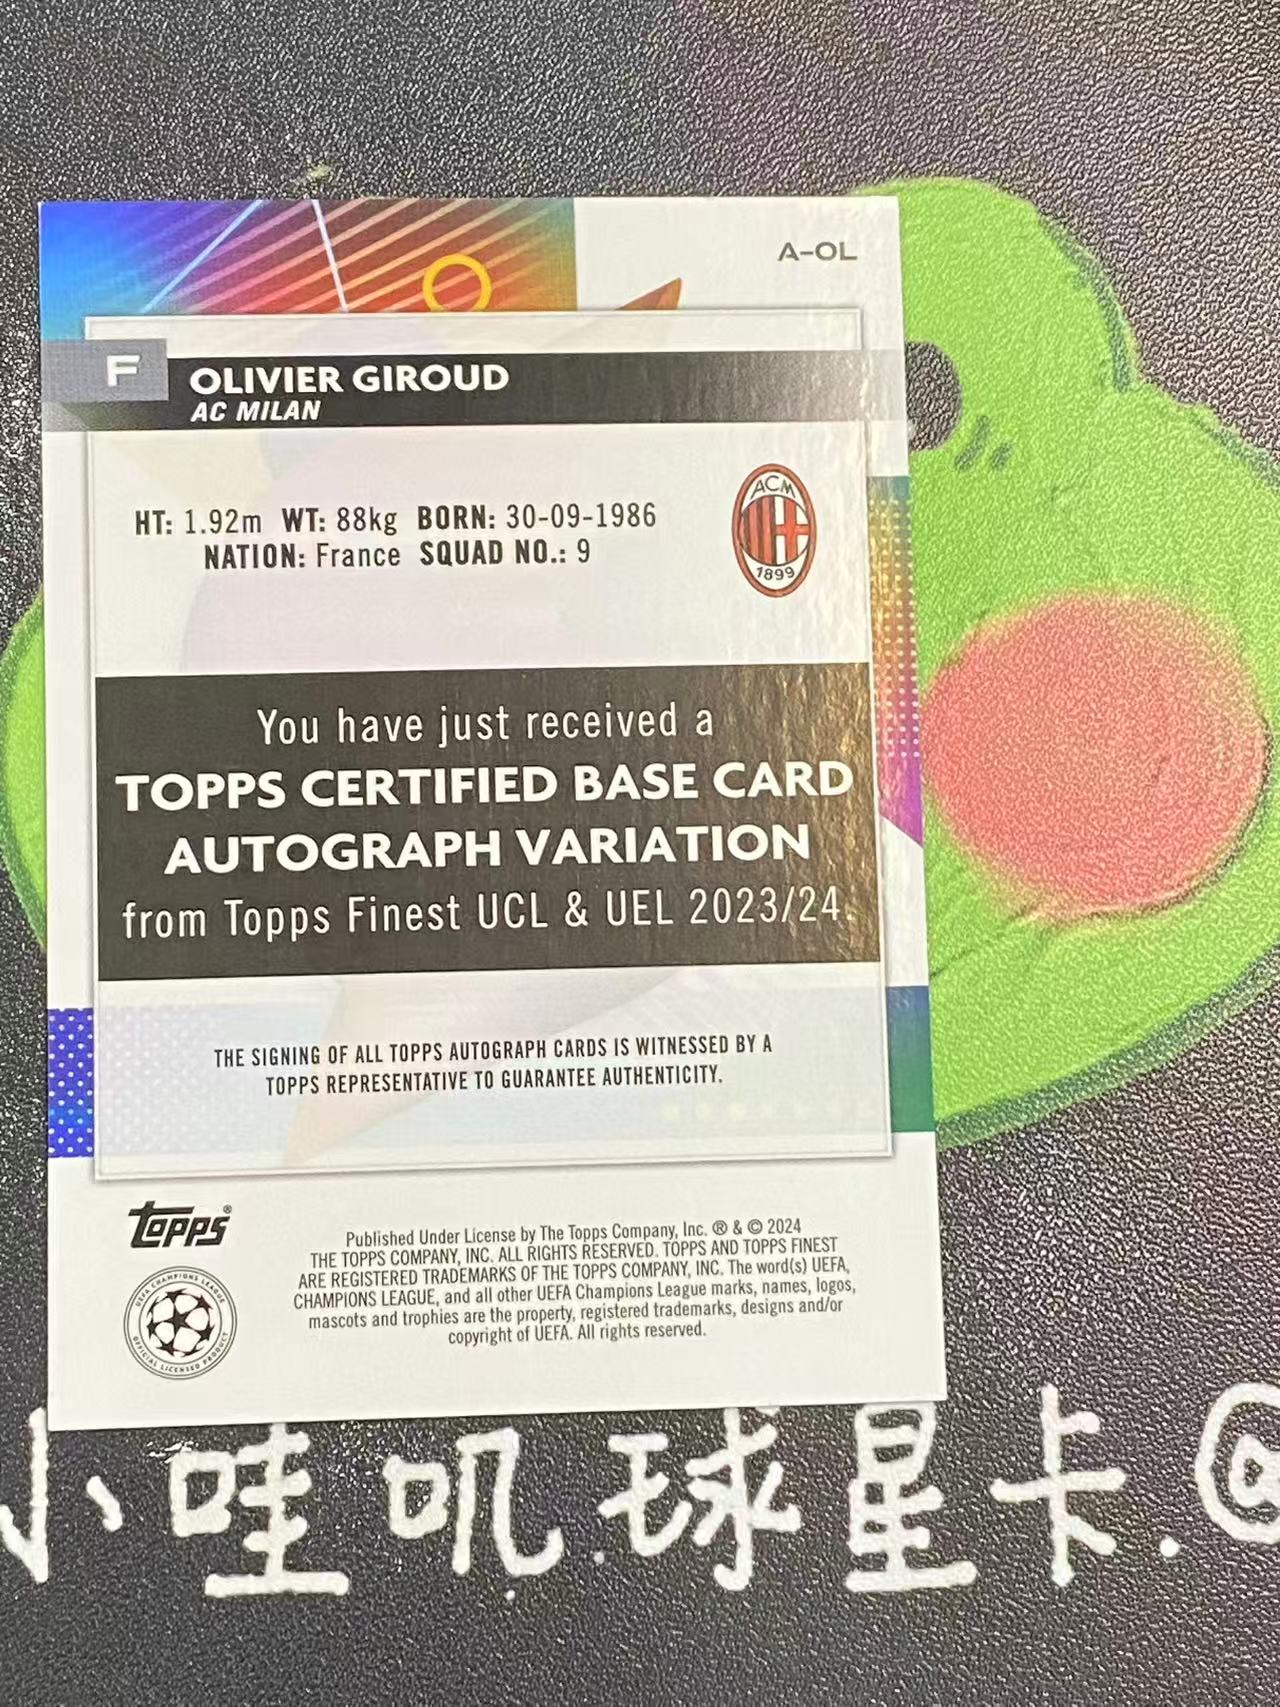 A-OL
F
OLIVIER GIROUD
AC MILAN
HT: 1.92m WT: 88kg BORN: 30-09-1986
NATION: France SQUAD NO.: 9
ACM
1899
You have just received a
TOPPS CERTIFIED BASE CARD
AUTOGRAPH VARIATION
from Topps Finest UCL & UEL 2023/24.
THE SIGNING OF ALL TOPPS AUTOGRAPH CARDS IS WITNESSED BY A
TOPPS REPRESENTATIVE TO GUARANTEE AUTHENTICITY.
Topps®
UEFA CHAMPIONS LEAGUE
OFFICIAL LICENSED PRODUCT
Published Under License by The Topps Company, Inc. ® & © 2024
THE TOPPS COMPANY, INC. ALL RIGHTS RESERVED. TOPPS AND TOPPS FINEST
ARE REGISTERED TRADEMARKS OF THE TOPPS COMPANY, INC. The word(s) UEFA,
CHAMPIONS LEAGUE, and all other UEFA Champions League marks, names, logos,
mascots and trophies are the property, registered trademarks, designs and/or
copyright of UEFA. All rights reserved.
小哇叽.球星卡.@